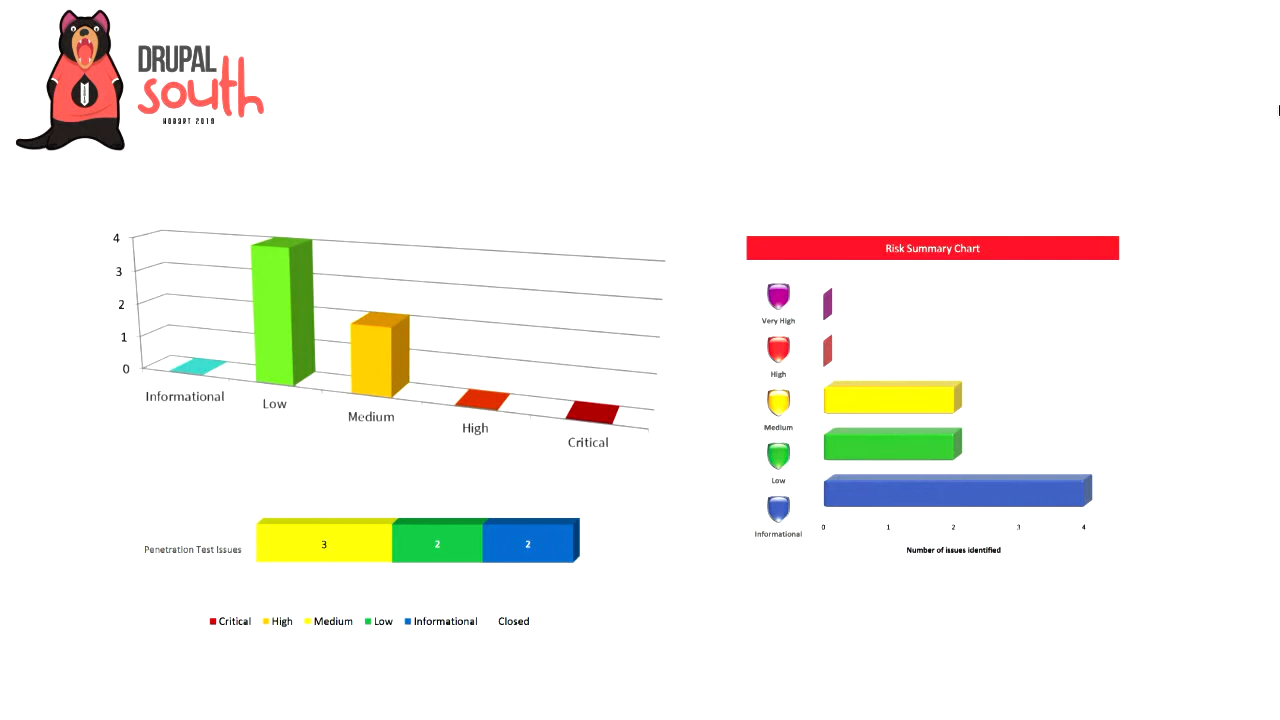 DRUPAL
south
HOBART 2019
4
3
2
1
0
Informational
Low
Medium
High
Critical
Penetration Test Issues
3
2
2
Critical
High
Medium
Low
Informational
Closed
Risk Summary Chart
Very High
High
Medium
Low
Informational
0
1
2
3
4
Number of issues identified